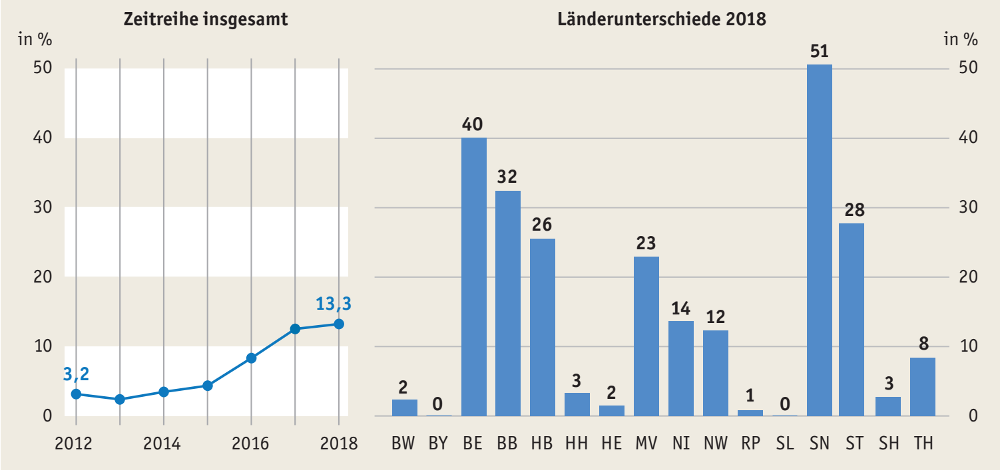 Zeitreihe insgesamt
in %
50
40
30
20
10
0
3,2
13,3
2012 2014 2016 2018
Länderunterschiede 2018
in %
50
40
30
20
10
0
2 0 40 32 26 3 2 23 14 12 1 0 51 28 3 8
BW BY BE BB HB HH HE MV NI NW RP SL SN ST SH TH